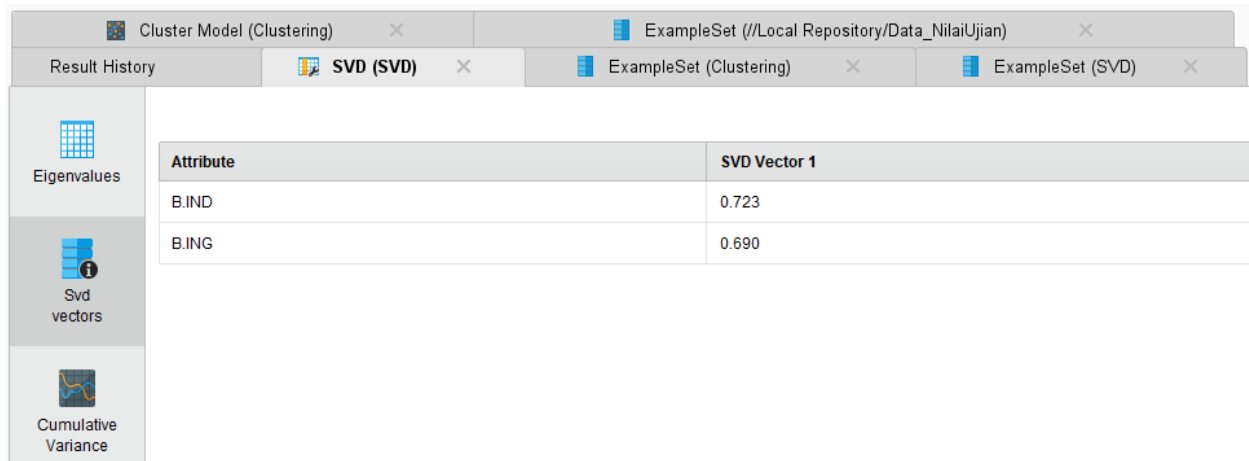 Cluster Model (Clustering) ExampleSet (//Local Repository/Data_NilaiUjian)
Result History SVD (SVD) ExampleSet (Clustering) ExampleSet (SVD)
Eigenvalues
Svd
vectors
Cumulative
Variance
Attribute SVD Vector 1
B.IND 0.723
B.ING 0.690